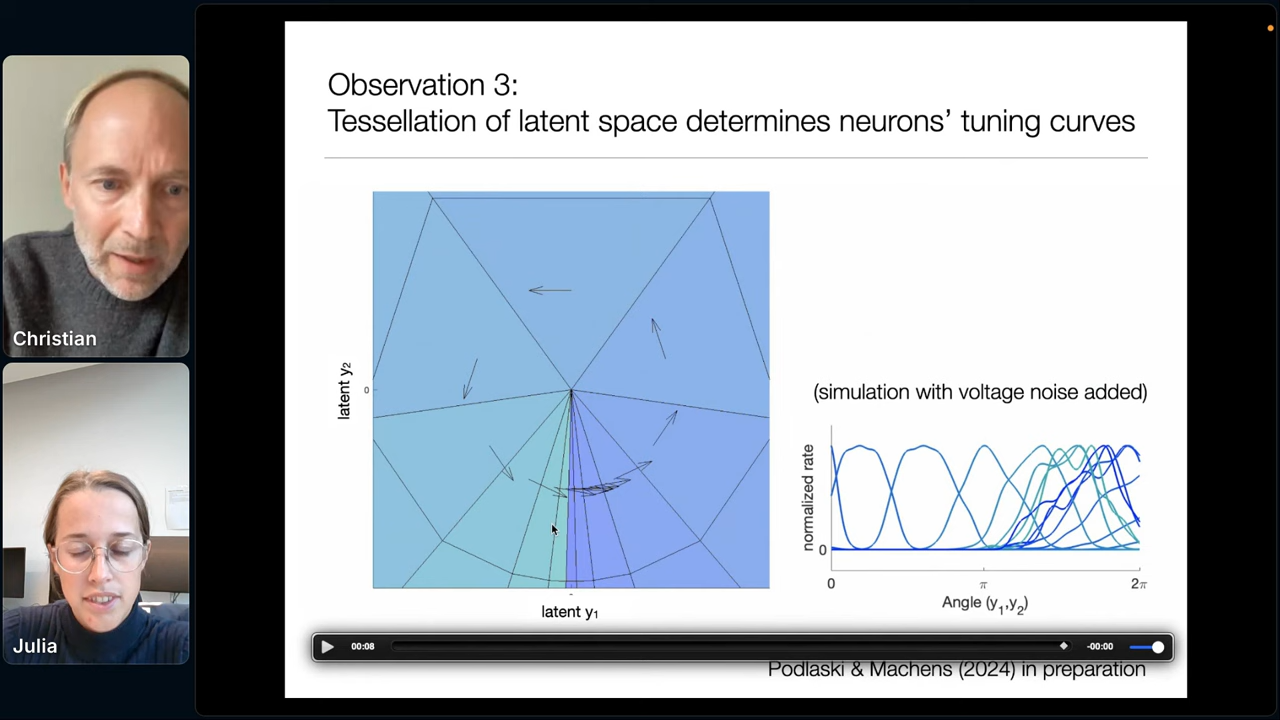 Observation 3:
Tessellation of latent space determines neurons’ tuning curves
latent y₂
0
latent y₁
(simulation with voltage noise added)
normalized rate
0
0 π 2π
Angle (y₁,y₂)
00:08
-00:00
Podlaski & Machens (2024) in preparation
Christian
Julia